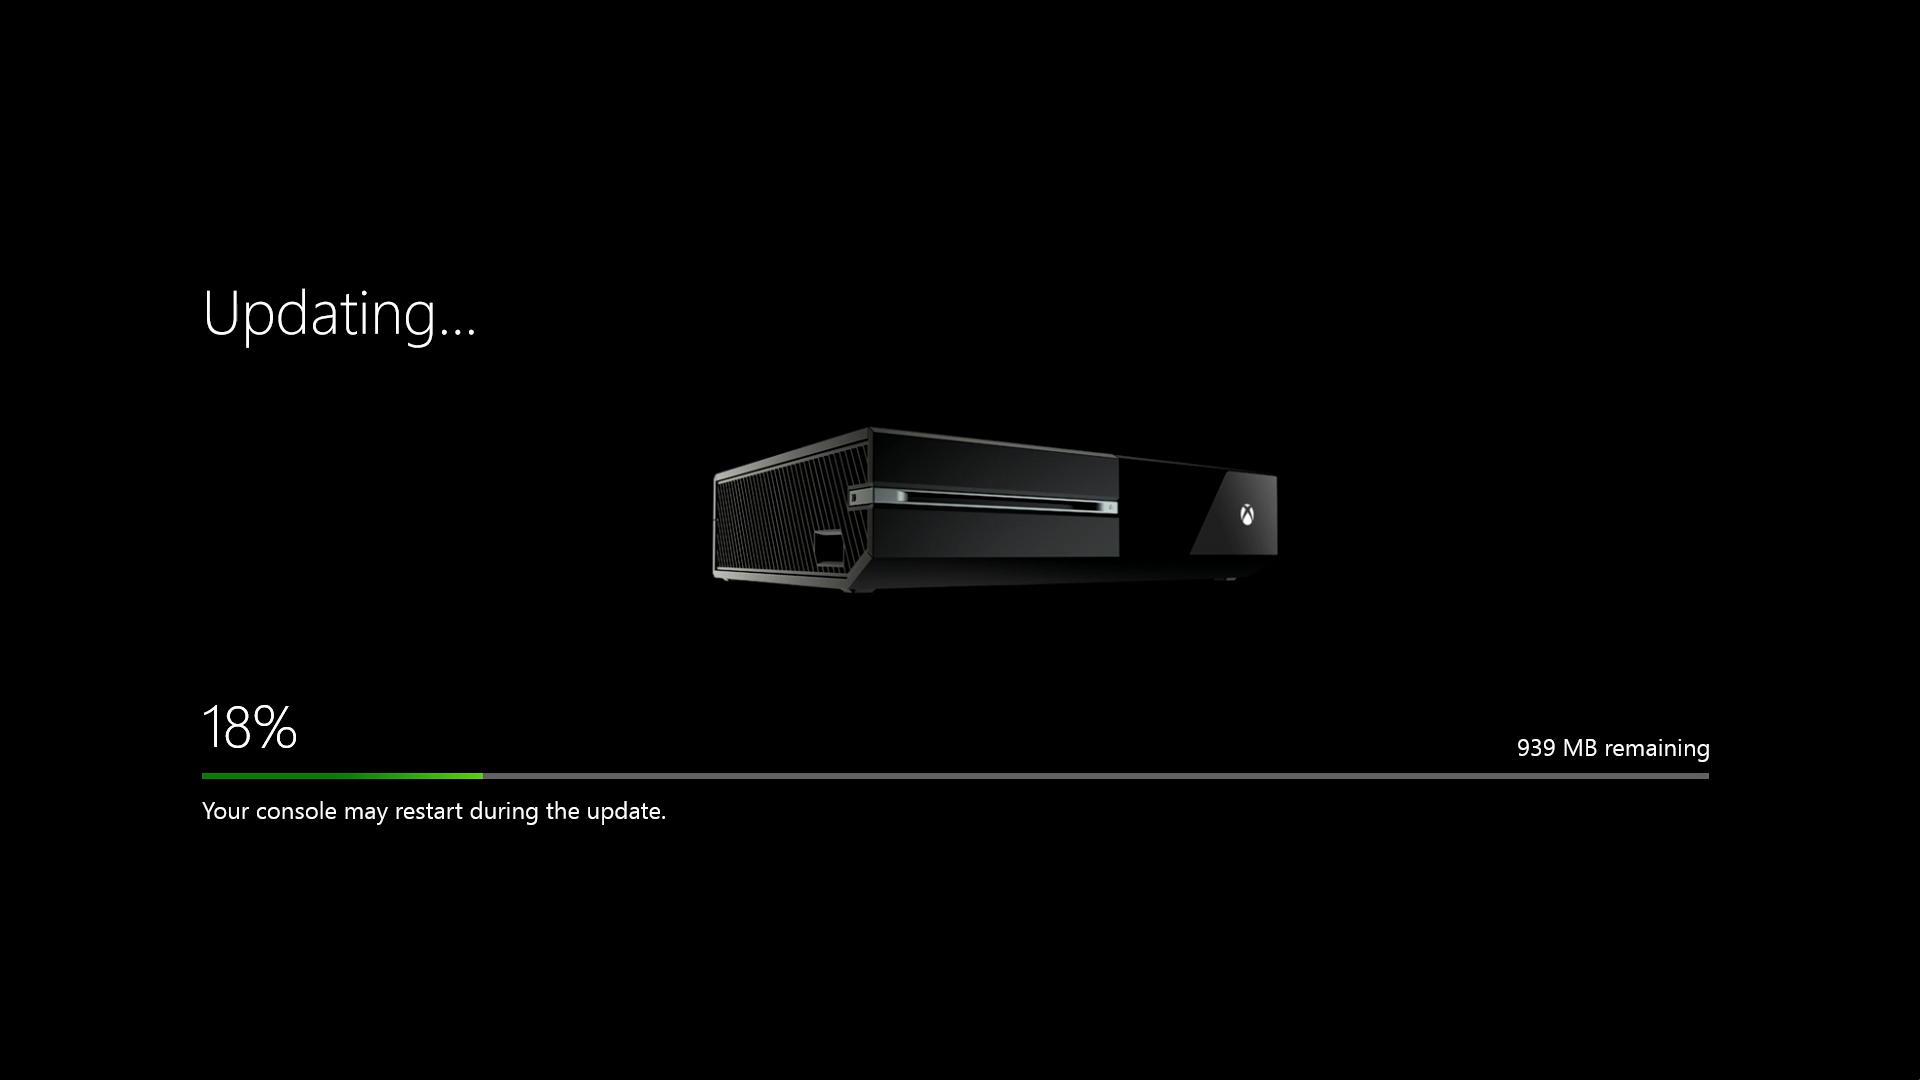 Updating...
18%
939 MB remaining
Your console may restart during the update.